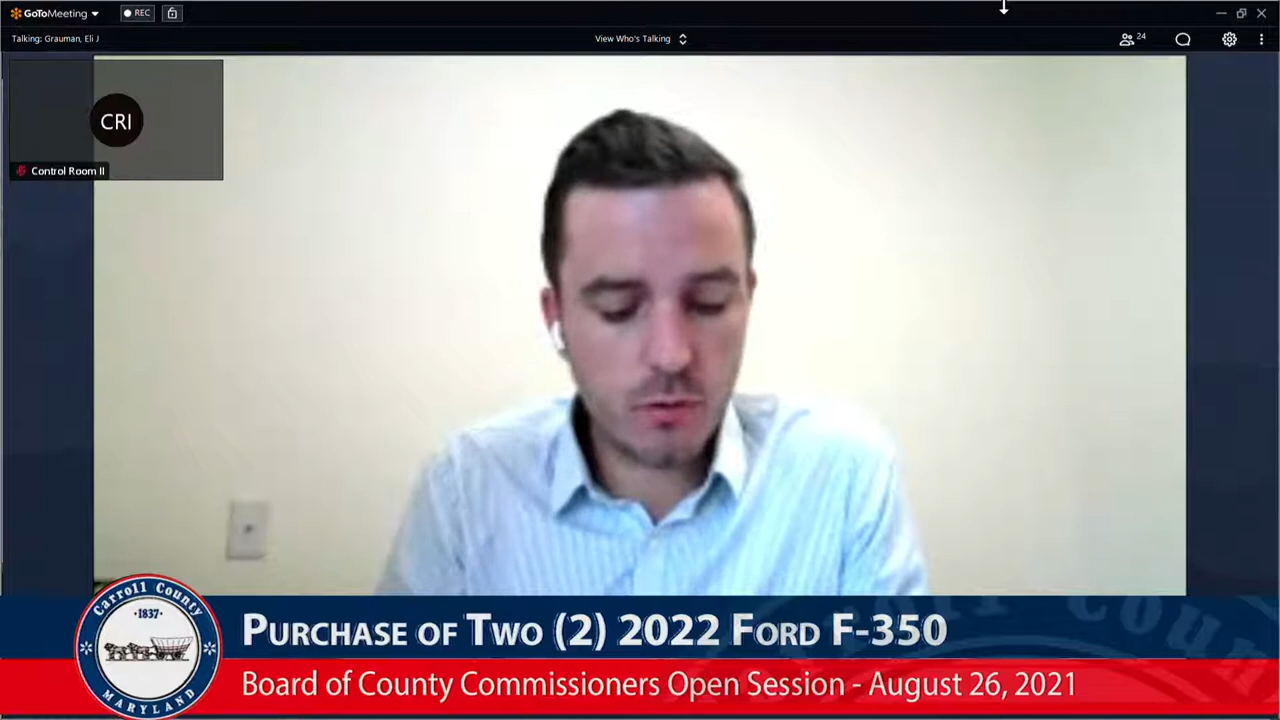 GoToMeeting
REC
Talking: Grauman, Eli J
View Who's Talking
24
CRI
Control Room II
Carroll County
·1837·
MARYLAND
PURCHASE OF TWO (2) 2022 FORD F-350
Board of County Commissioners Open Session - August 26, 2021